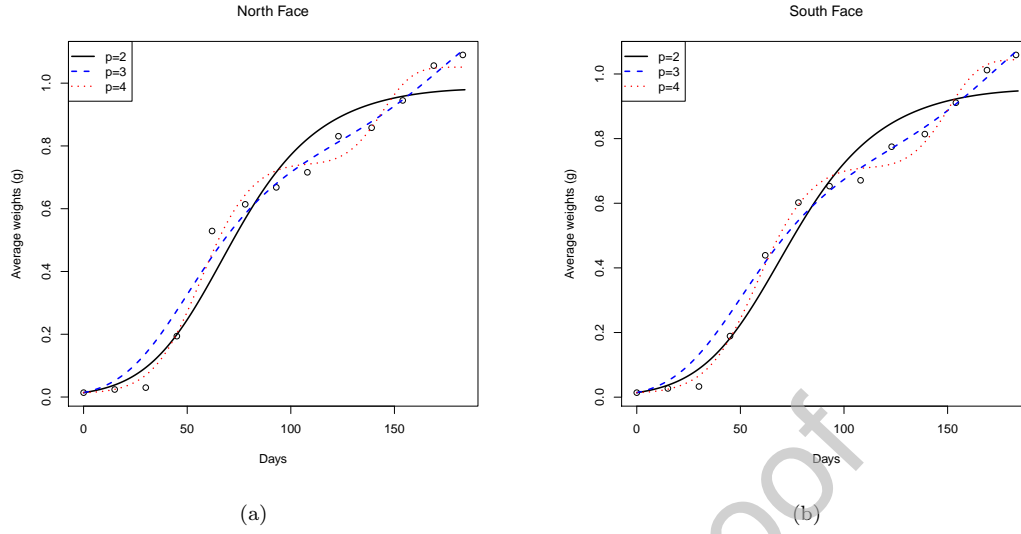 North Face
p=2
p=3
p=4
Average weights (g)
0.0
0.2
0.4
0.6
0.8
1.0
0
50
100
150
Days
(a)
South Face
p=2
p=3
p=4
Average weights (g)
0.0
0.2
0.4
0.6
0.8
1.0
0
50
100
150
Days
(b)
oof